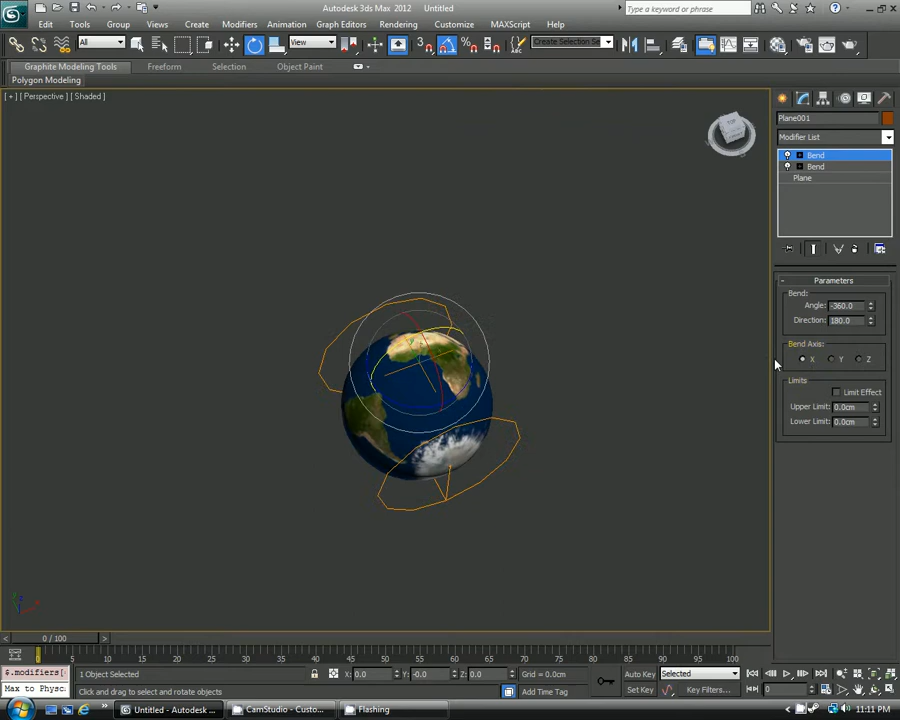 Autodesk 3ds Max 2012 Untitled
Type a keyword or phrase
Edit Tools Group Views Create Modifiers Animation Graph Editors Rendering Customize MAXScript Help
All View 3 Create Selection Se
Graphite Modeling Tools Freeform Selection Object Paint
Polygon Modeling
[ + ] [ Perspective ] [ Shaded ]
TOP
Plane001
Modifier List
Bend
Bend
Plane
- Parameters
Bend:
Angle: -360.0
Direction: 180.0
Bend Axis:
X Y Z
Limits
Limit Effect
Upper Limit: 0.0cm
Lower Limit: 0.0cm
< 0 / 100 >
0 5 10 15 20 25 30 35 40 45 50 55 60 65 70 75 80 85 90 95 100
$.modifiers[ 1 Object Selected X: 0.0 Y: -0.0 Z: 0.0 Grid = 0.0cm Auto Key Selected
Max to Physc Click and drag to select and rotate objects Add Time Tag Set Key Key Filters... 0
Untitled - Autodesk ... CamStudio - Custo... Flashing 11:11 PM